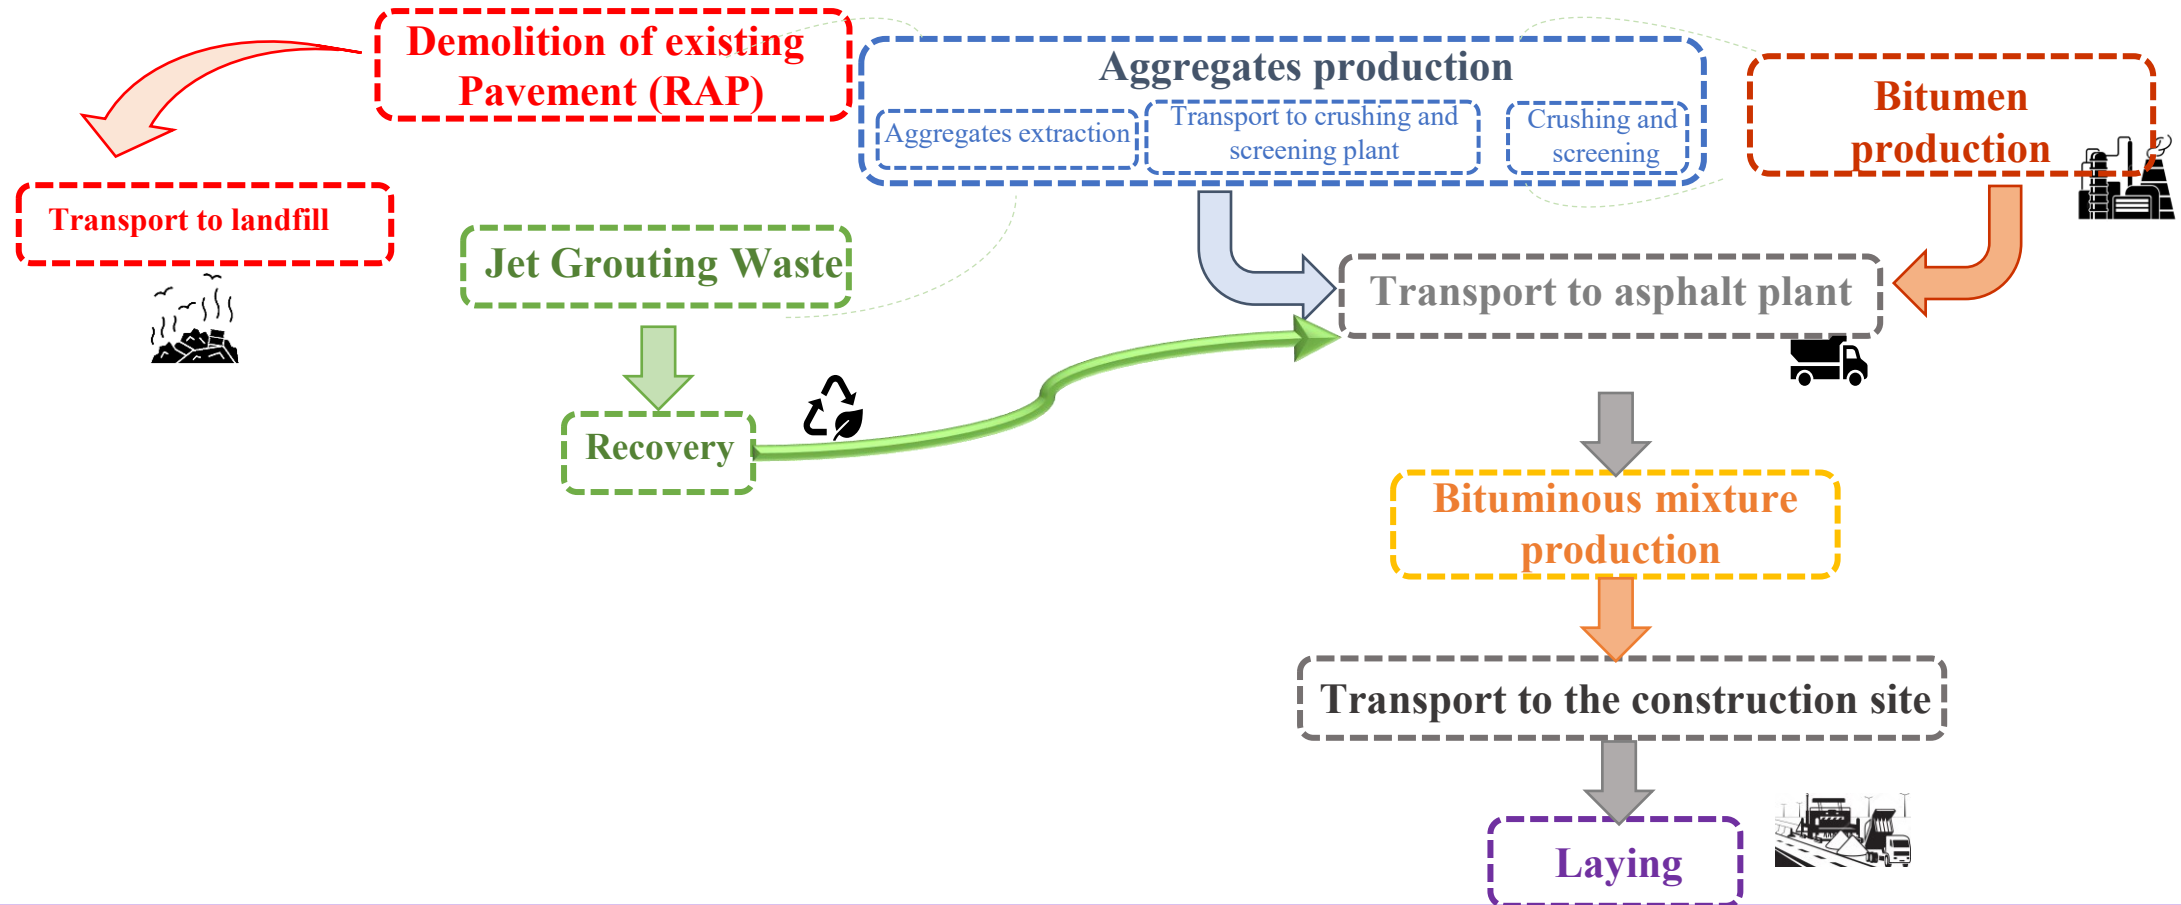 Demolition of existing
Pavement (RAP)
Aggregates production
Aggregates extraction
Transport to crushing and
screening plant
Crushing and
screening
Bitumen
production
Transport to landfill
Jet Grouting Waste
Transport to asphalt plant
Recovery
Bituminous mixture
production
Transport to the construction site
Laying